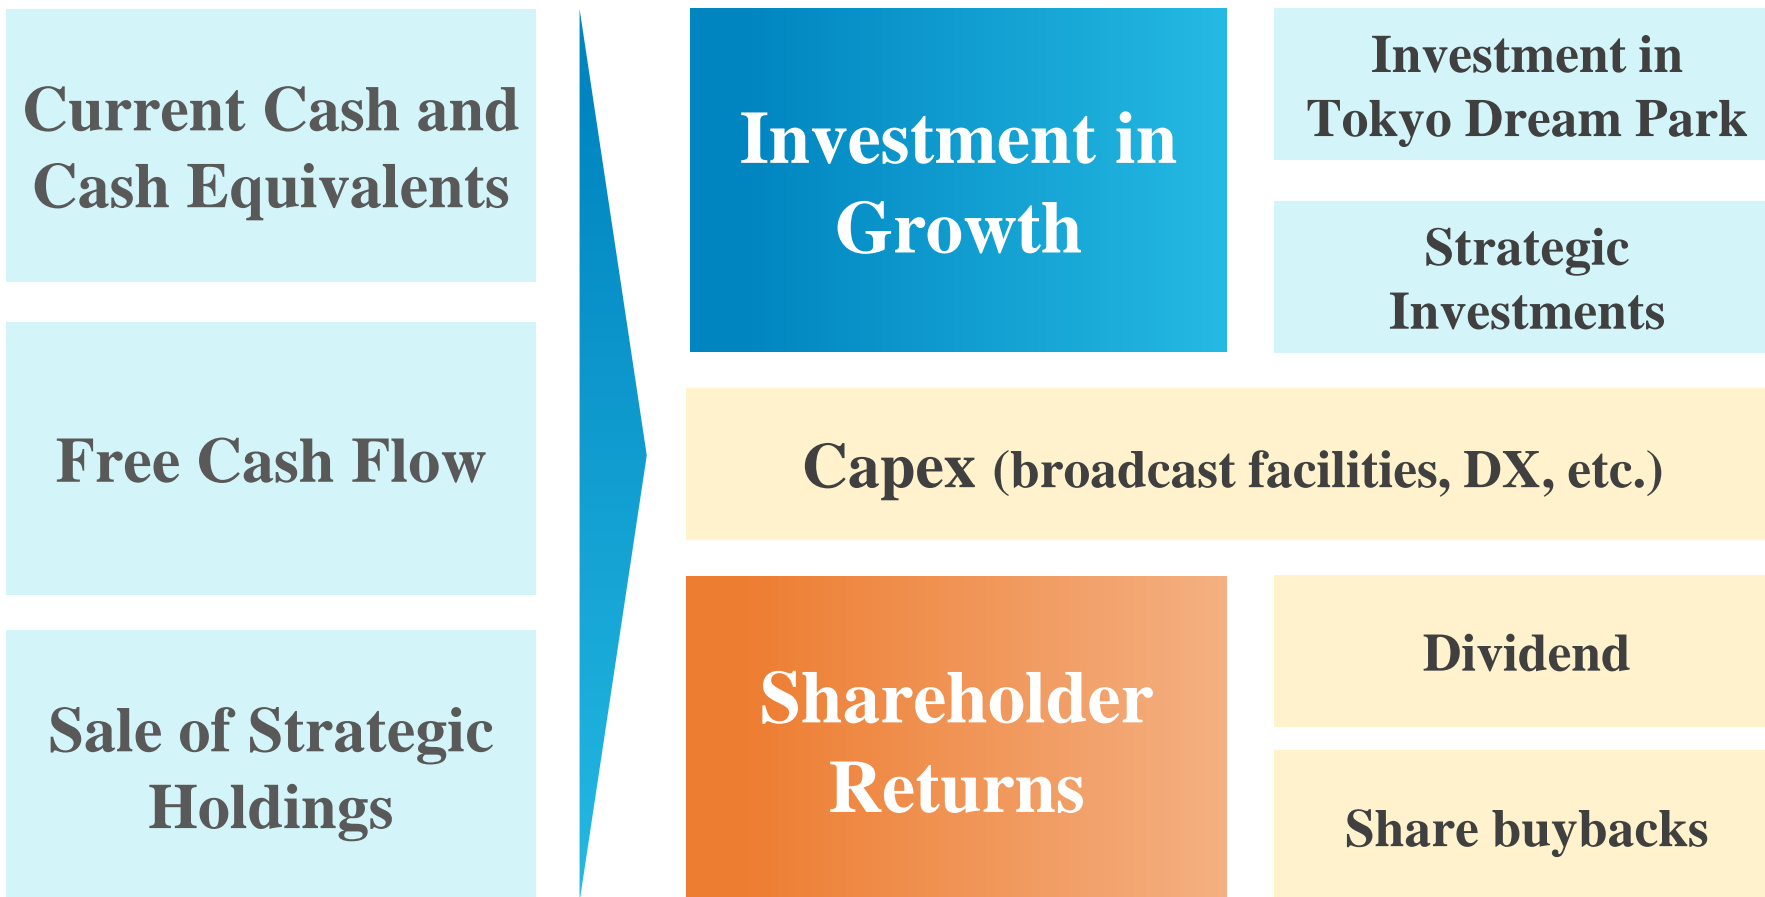 Current Cash and
Cash Equivalents
Free Cash Flow
Sale of Strategic
Holdings
Investment in
Growth
Investment in
Tokyo Dream Park
Strategic
Investments
Capex (broadcast facilities, DX, etc.)
Shareholder
Returns
Dividend
Share buybacks